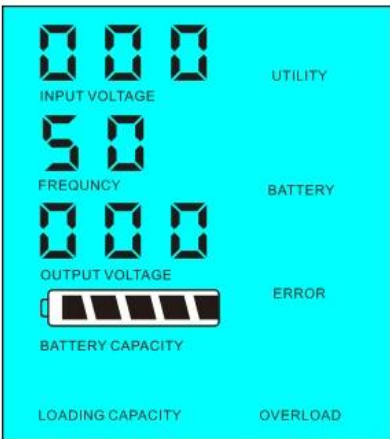 000
UTILITY
INPUT VOLTAGE
50
FREQUNCY
BATTERY
000
OUTPUT VOLTAGE
ERROR
BATTERY CAPACITY
LOADING CAPACITY
OVERLOAD